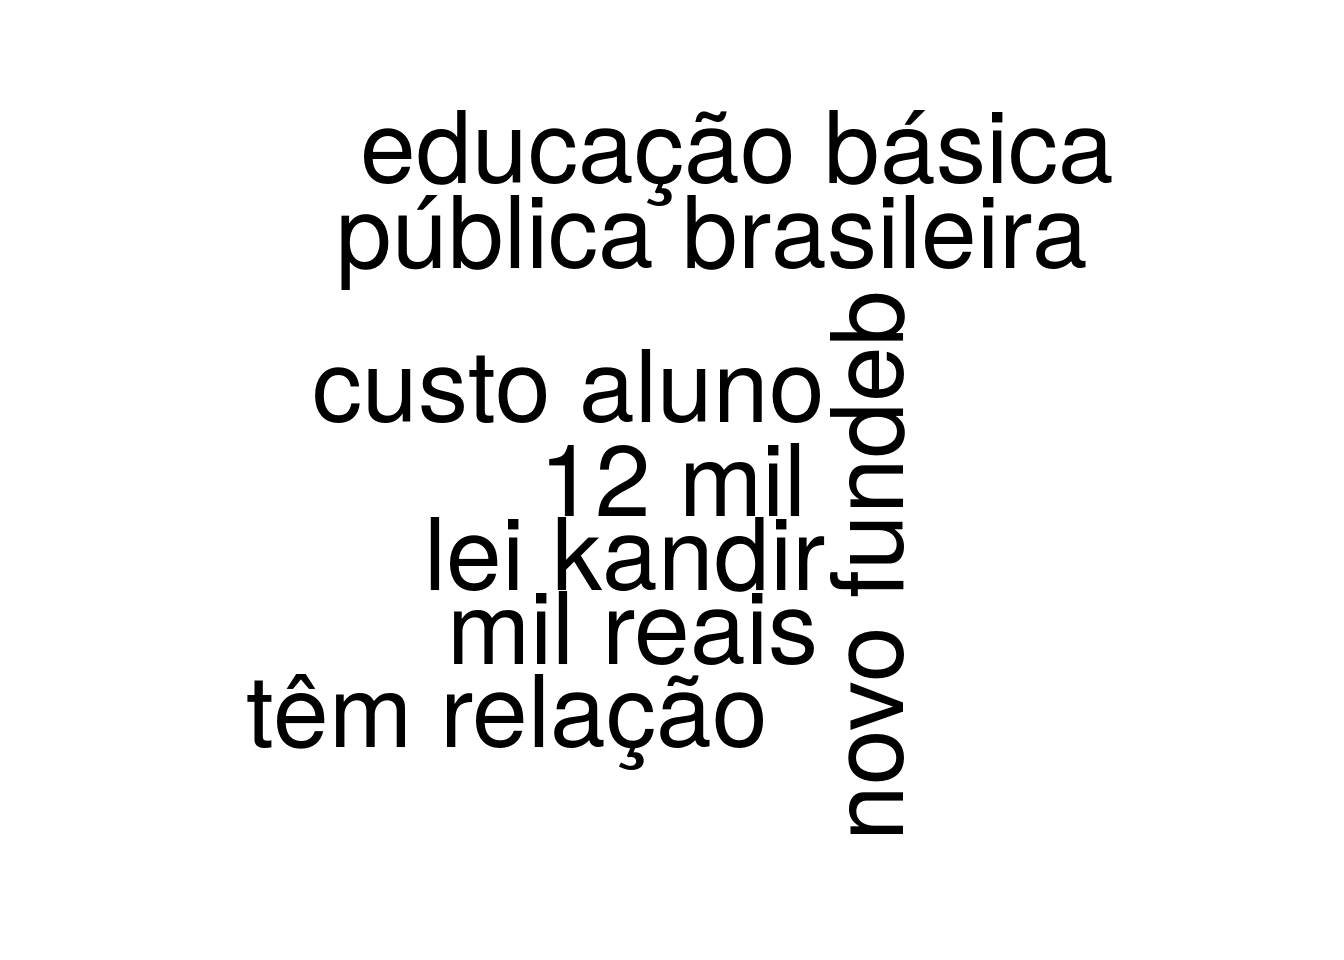 educação básica
pública brasileira
custo aluno
12 mil
lei kandir
mil reais
têm relação
novo fundeb